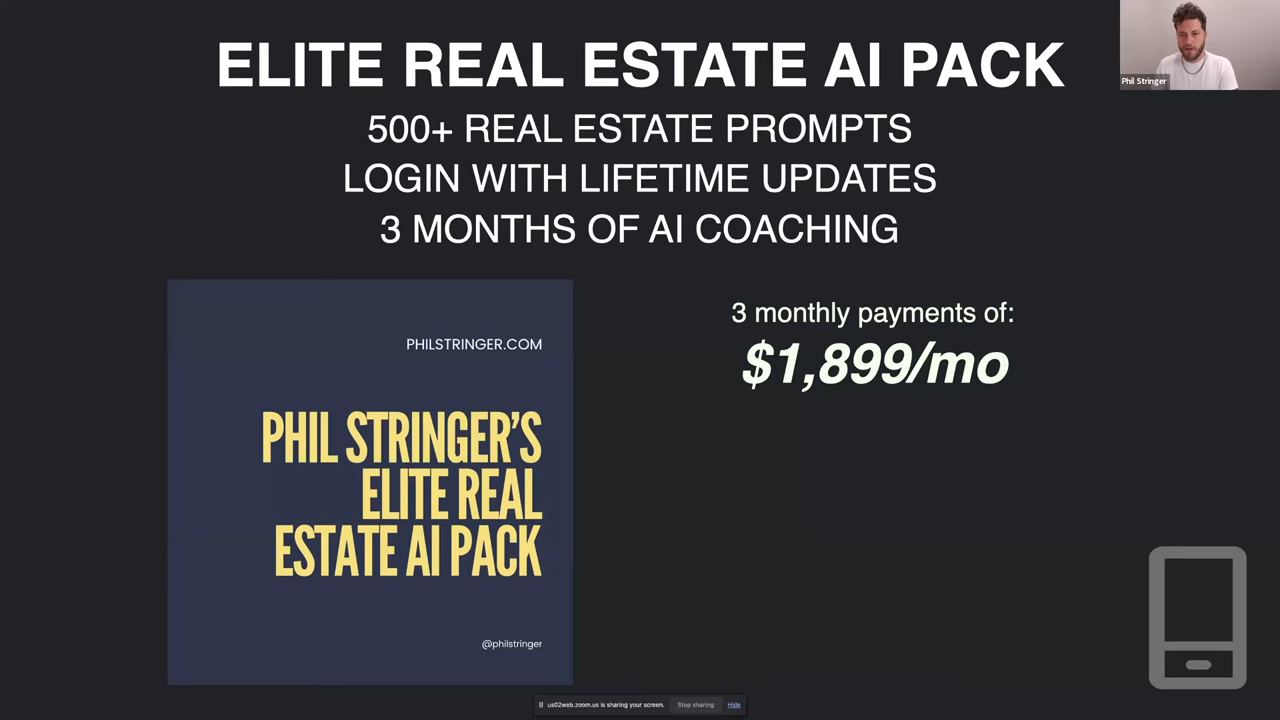 ELITE REAL ESTATE AI PACK
500+ REAL ESTATE PROMPTS
LOGIN WITH LIFETIME UPDATES
3 MONTHS OF AI COACHING
Phil Stringer
PHILSTRINGER.COM
PHIL STRINGER'S
ELITE REAL
ESTATE AI PACK
@philstringer
3 monthly payments of:
$1,899/mo
us02web.zoom.us is sharing your screen. Stop sharing Hide